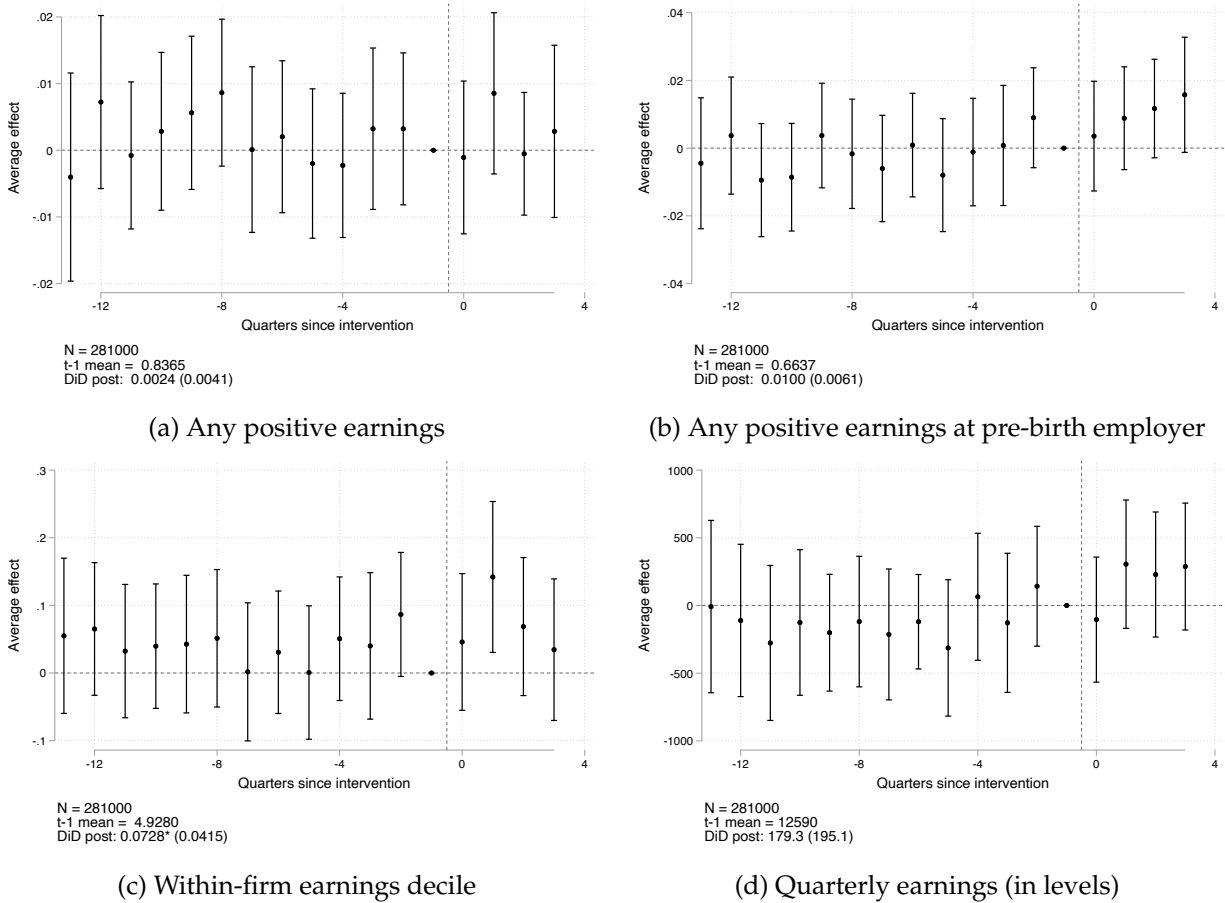 .02
.01
0
-.01
-.02
Average effect
-12
-8
-4
0
4
Quarters since intervention
N = 281000
t-1 mean = 0.8365
DiD post: 0.0024 (0.0041)
(a) Any positive earnings
.04
.02
0
-.02
-.04
Average effect
-12
-8
-4
0
4
Quarters since intervention
N = 281000
t-1 mean = 0.6637
DiD post: 0.0100 (0.0061)
(b) Any positive earnings at pre-birth employer
.3
.2
.1
0
-.1
Average effect
-12
-8
-4
0
4
Quarters since intervention
N = 281000
t-1 mean = 4.9280
DiD post: 0.0728* (0.0415)
(c) Within-firm earnings decile
1000
500
0
-500
-1000
Average effect
-12
-8
-4
0
4
Quarters since intervention
N = 281000
t-1 mean = 12590
DiD post: 179.3 (195.1)
(d) Quarterly earnings (in levels)